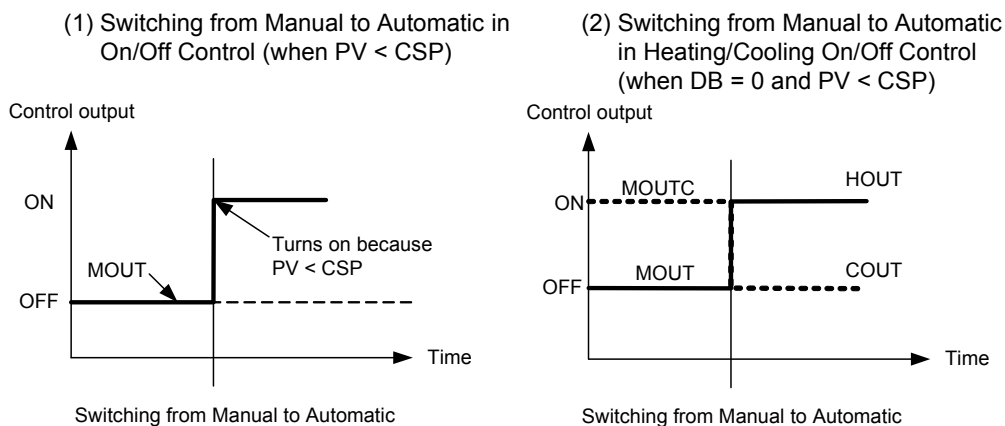 (1) Switching from Manual to Automatic in
On/Off Control (when PV < CSP)
Control output
ON
MOUT
Turns on because
PV < CSP
OFF
Time
Switching from Manual to Automatic
(2) Switching from Manual to Automatic
in Heating/Cooling On/Off Control
(when DB = 0 and PV < CSP)
Control output
MOUTC
HOUT
ON
MOUT
COUT
OFF
Time
Switching from Manual to Automatic